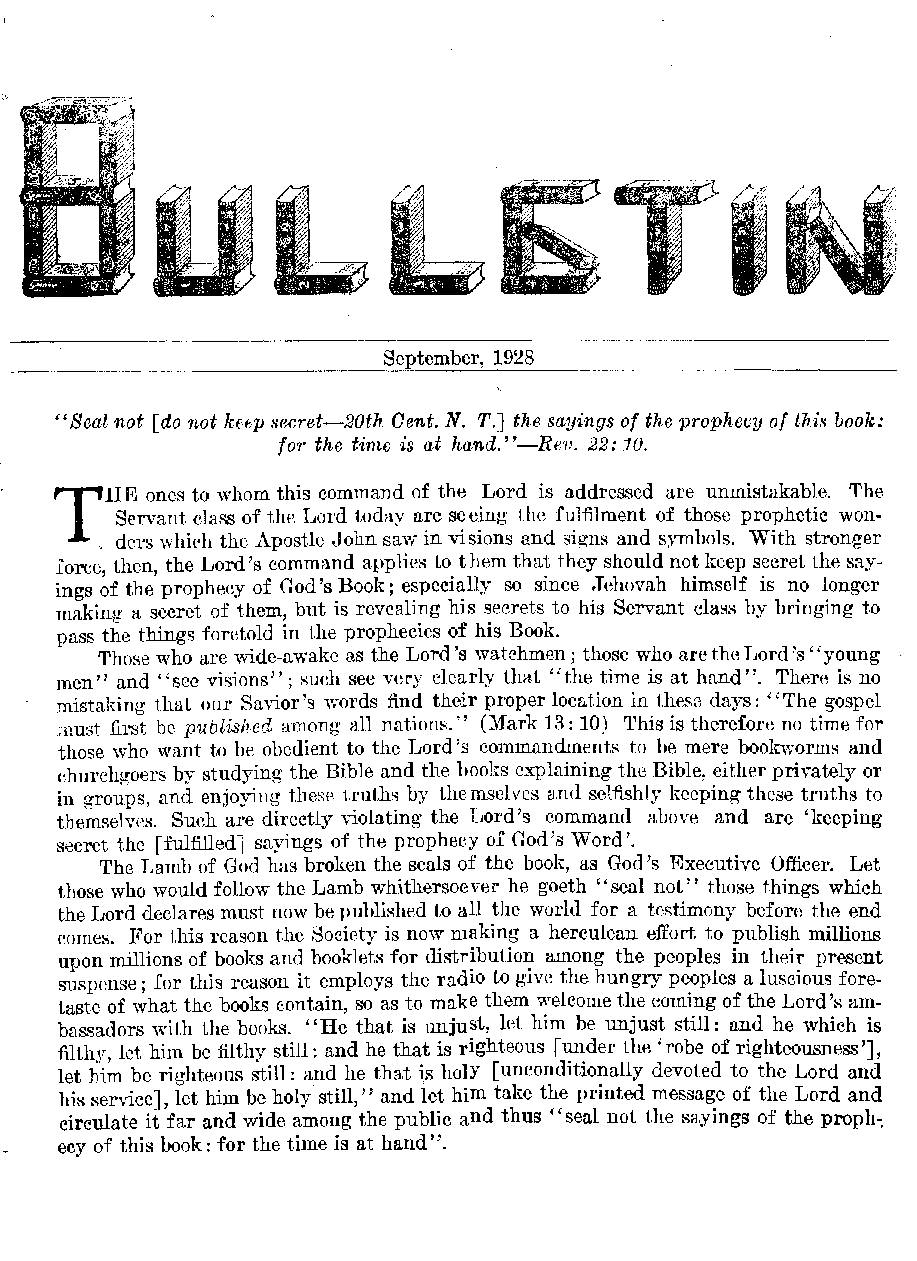 BULLETIN
September, 1928
"Seal not [do not keep secret—20th Cent. N. T.] the sayings of the prophecy of this book:
for the time is at hand."—Rev. 22:10.
THE ones to whom this command of the Lord is addressed are unmistakable. The
Servant class of the Lord today are seeing the fulfilment of those prophetic won-
ders which the Apostle John saw in visions and signs and symbols. With stronger
force, then, the Lord's command applies to them that they should not keep secret the say-
ings of the prophecy of God's Book; especially so since Jehovah himself is no longer
making a secret of them, but is revealing his secrets to his Servant class by bringing to
pass the things foretold in the prophecies of his Book.
Those who are wide-awake as the Lord's watchmen; those who are the Lord's "young
men" and "see visions"; such see very clearly that "the time is at hand". There is no
mistaking that our Savior's words find their proper location in these days: "The gospel
must first be published among all nations." (Mark 13:10) This is therefore no time for
those who want to be obedient to the Lord's commandments to be mere bookworms and
churchgoers by studying the Bible and the books explaining the Bible, either privately or
in groups, and enjoying these truths by themselves and selfishly keeping these truths to
themselves. Such are directly violating the Lord's command above and are 'keeping
secret the [fulfilled] sayings of the prophecy of God's Word'.
The Lamb of God has broken the seals of the book, as God's Executive Officer. Let
those who would follow the Lamb whithersoever he goeth "seal not" those things which
the Lord declares must now be published to all the world for a testimony before the end
comes. For this reason the Society is now making a herculean effort to publish millions
upon millions of books and booklets for distribution among the peoples in their present
suspense; for this reason it employs the radio to give the hungry peoples a luscious fore-
taste of what the books contain, so as to make them welcome the coming of the Lord's am-
bassadors with the books. "He that is unjust, let him be unjust still: and he which is
filthy, let him be filthy still: and he that is righteous [under the 'robe of righteousness'],
let him be righteous still: and he that is holy [unconditionally devoted to the Lord and
his service], let him be holy still," and let him take the printed message of the Lord and
circulate it far and wide among the public and thus "seal not the sayings of the proph-
ecy of this book: for the time is at hand".